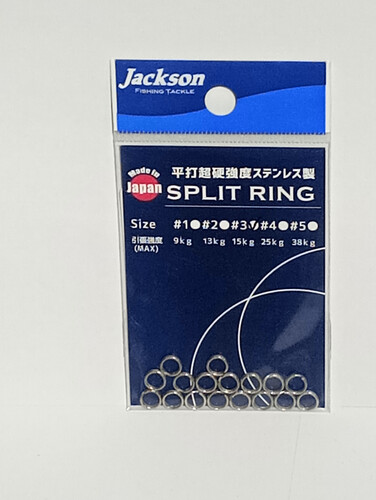 Jackson
FISHING TACKLE
Made in
Japan
平打超硬強度ステンレス製
SPLIT RING
Size #1 #2 #3 #4 #5
引張強度 9kg 13kg 15kg 25kg 38kg
(MAX)